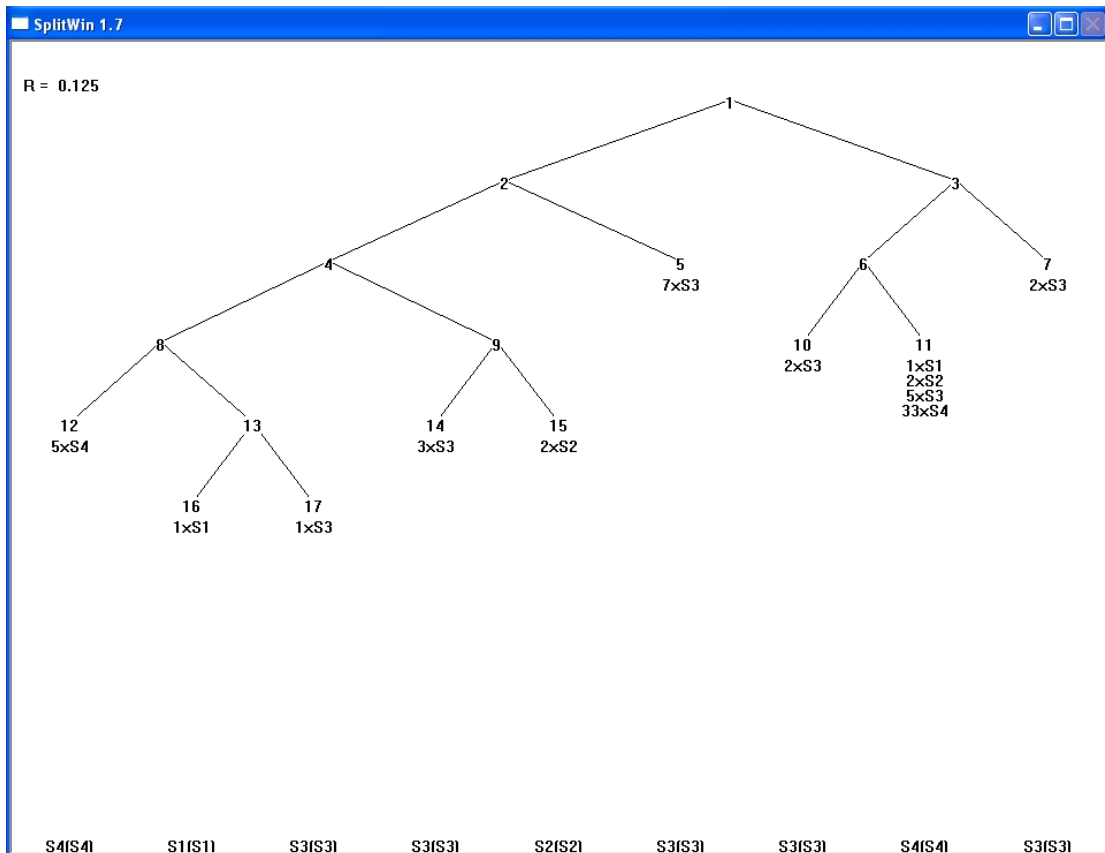 SplitWin 1.7
R = 0.125
1
2 3
4 5 6 7
7×S3 2×S3
8 9 10 11
2×S3 1×S1
2×S2
5×S3
33×S4
12 13 14 15
5×S4 3×S3 2×S2
16 17
1×S1 1×S3
S4(S4) S1(S1) S3(S3) S3(S3) S2(S2) S3(S3) S3(S3) S4(S4) S3(S3)